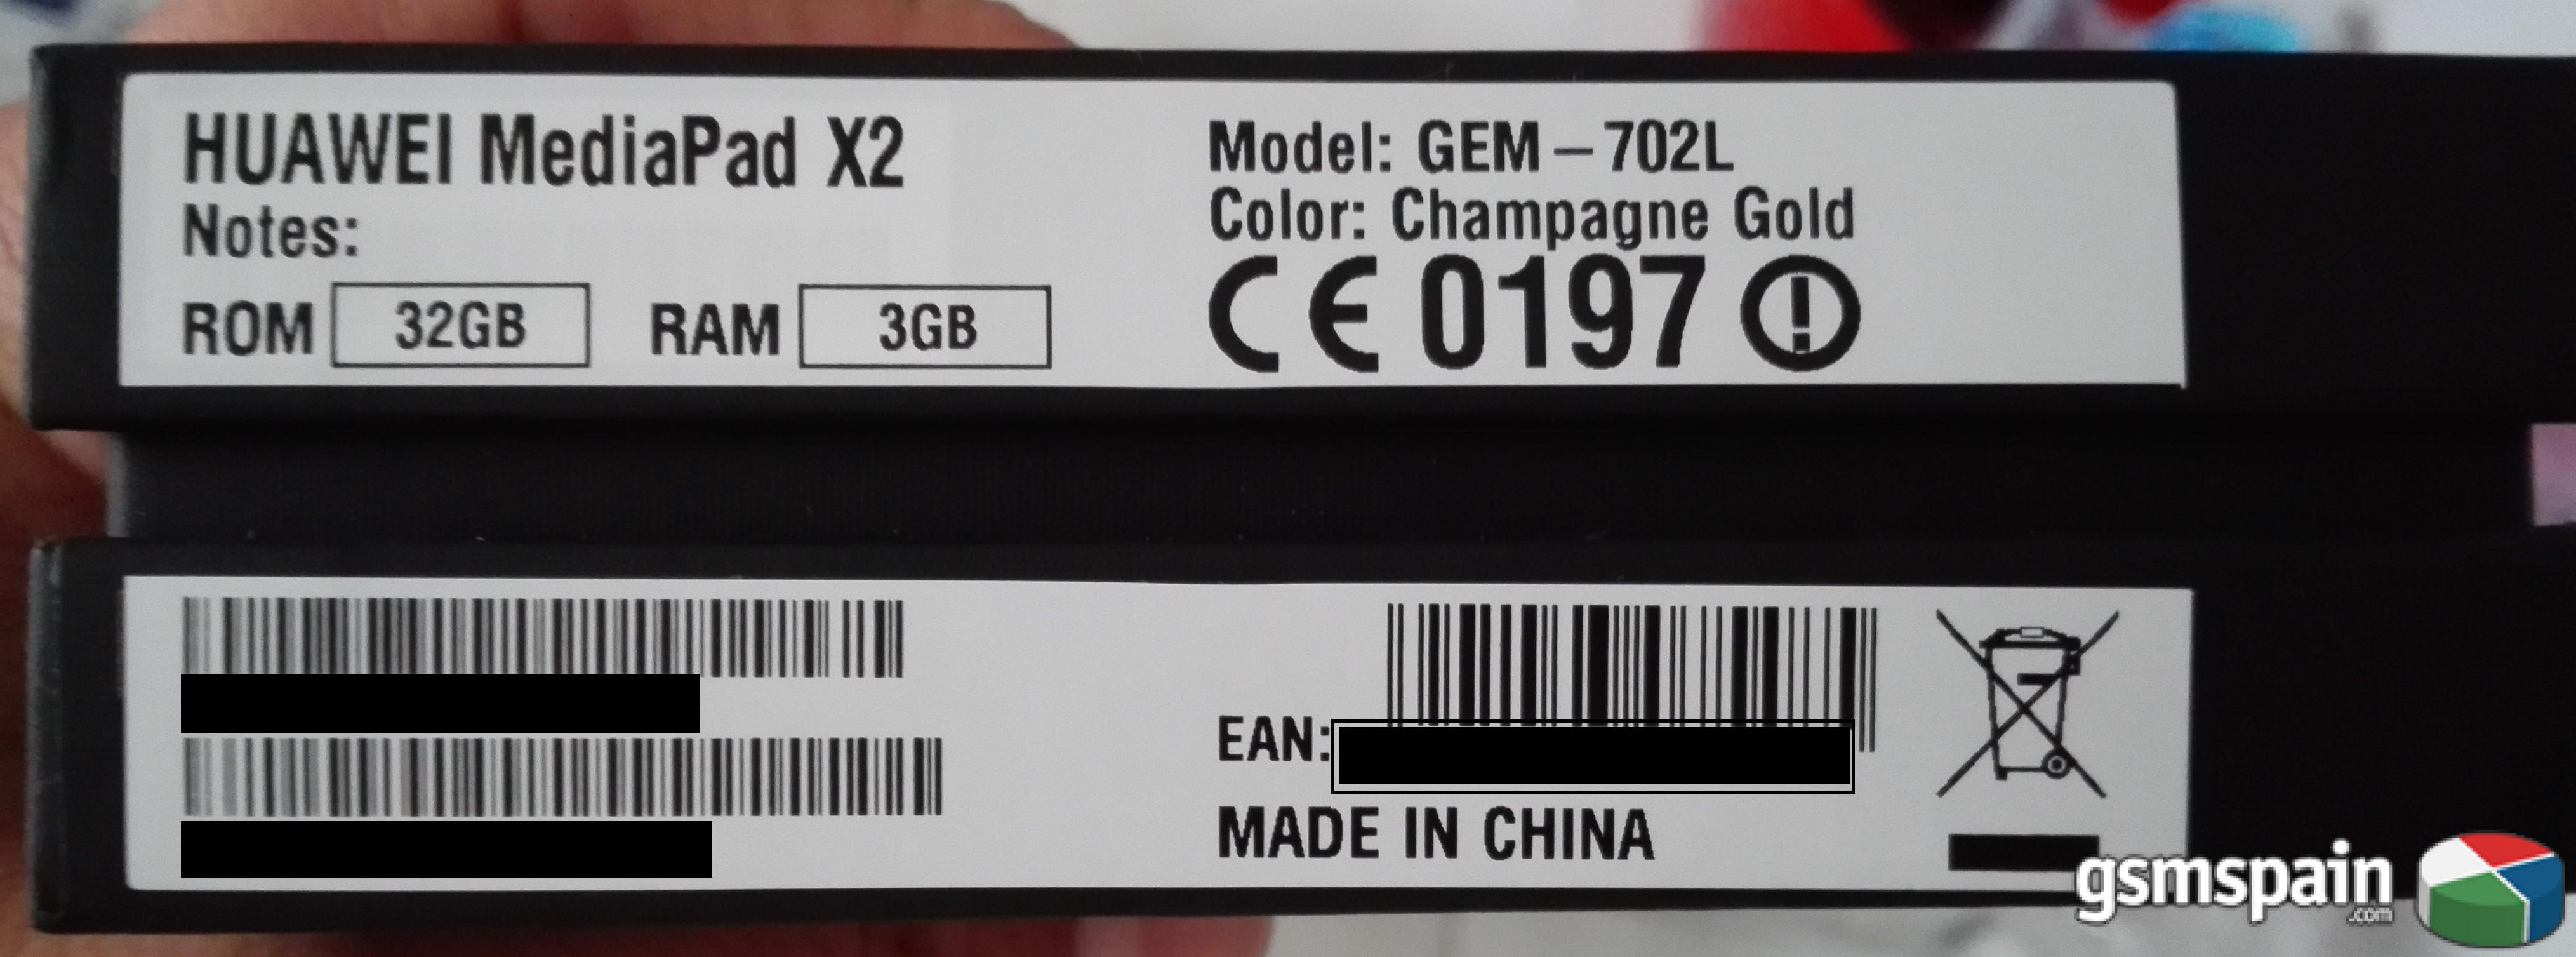 HUAWEI MediaPad X2
Notes:
ROM 32GB RAM 3GB
Model: GEM-702L
Color: Champagne Gold
CE 0197
EAN:
MADE IN CHINA
gsmspain
.com